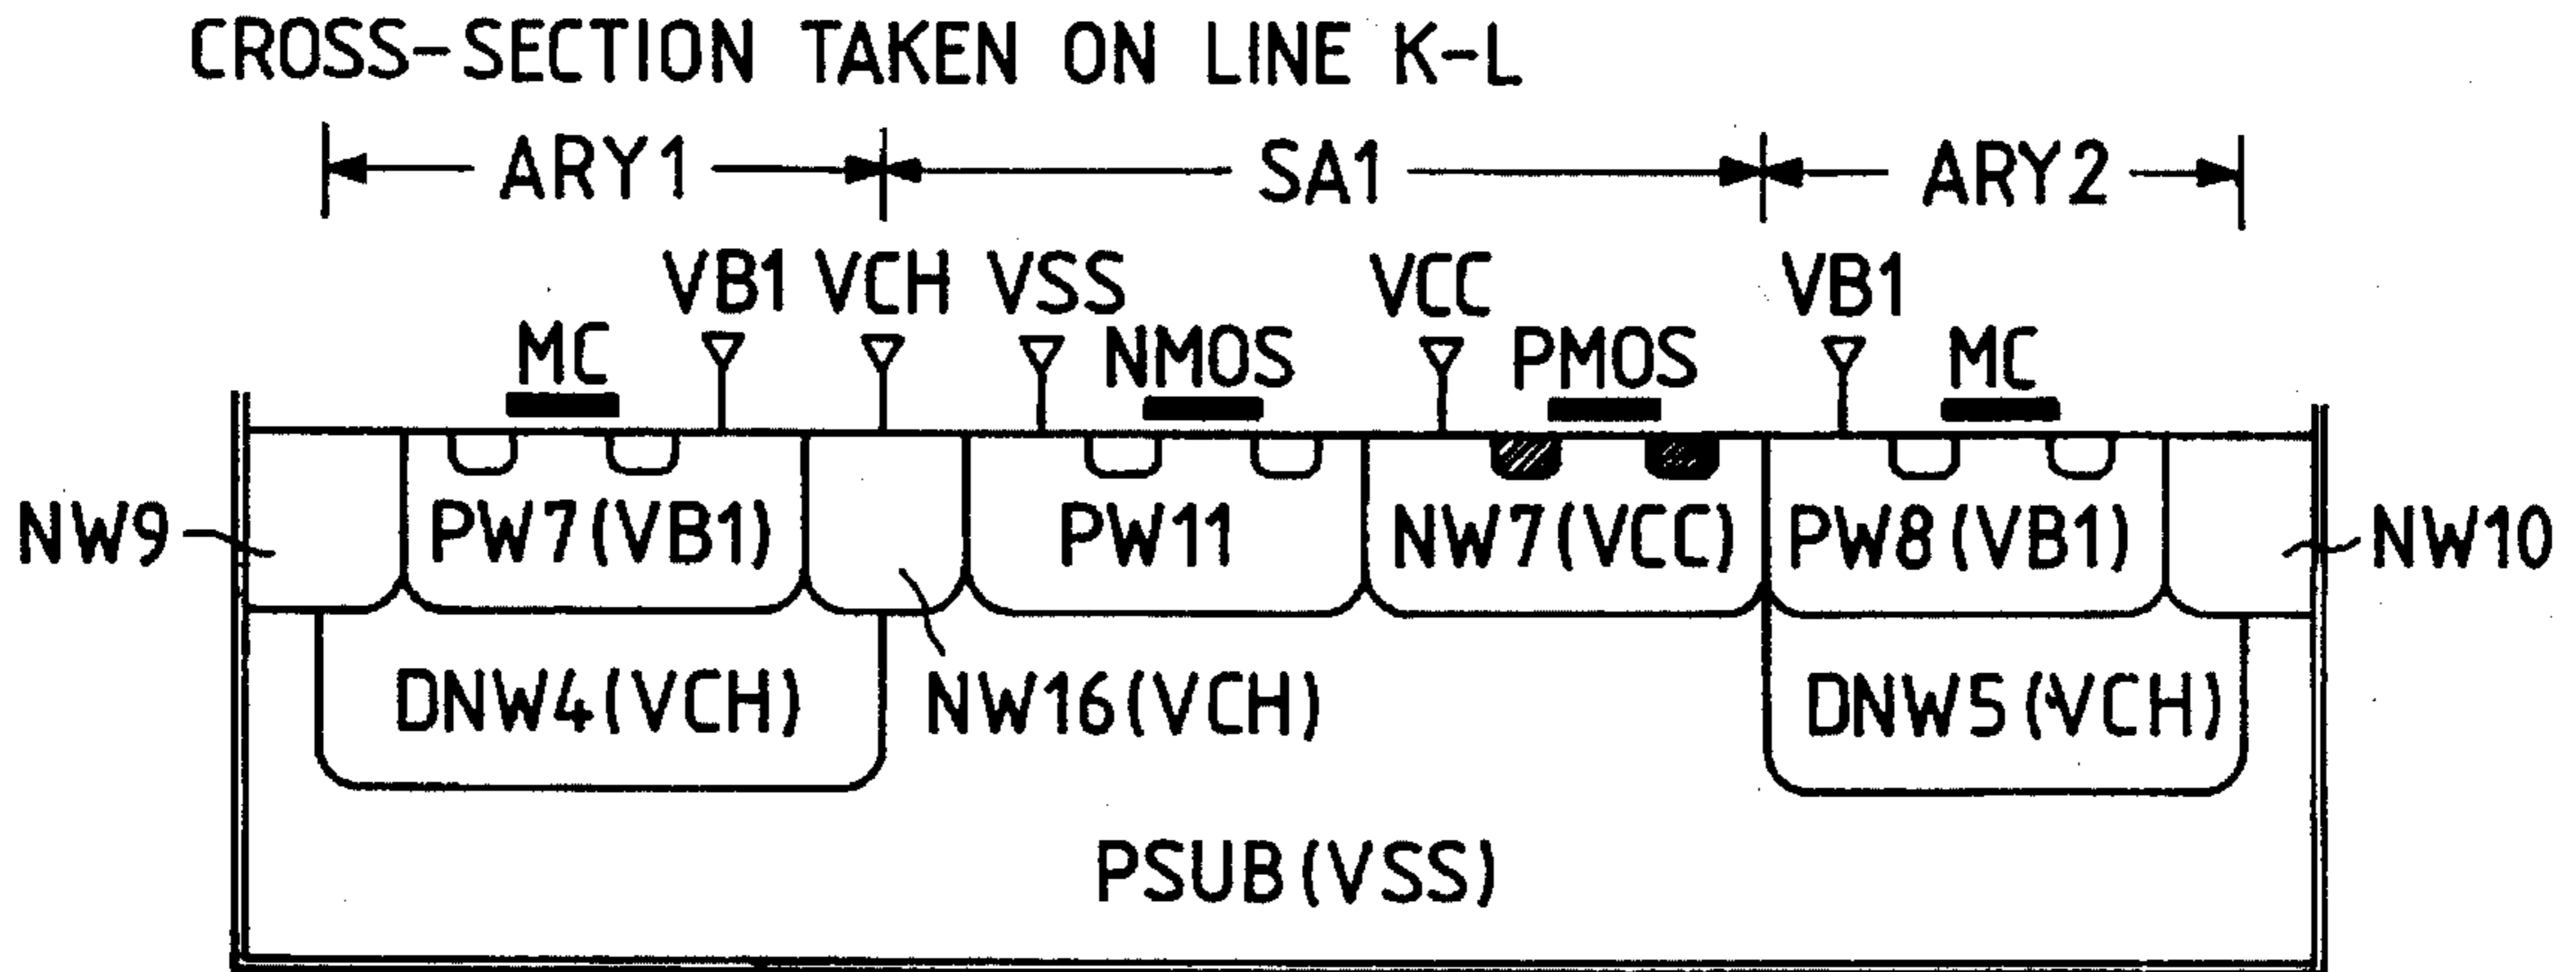 CROSS-SECTION TAKEN ON LINE K-L
ARY1 SA1 ARY2
VB1 VCH VSS VCC VB1
MC NMOS PMOS MC
NW9 PW7(VB1) PW11 NW7(VCC) PW8(VB1) NW10
DNW4(VCH) NW16(VCH) DNW5(VCH)
PSUB(VSS)